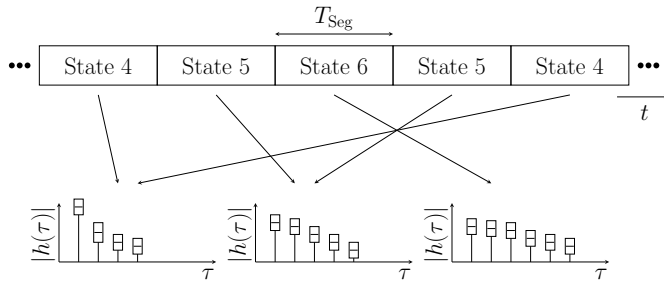 T_Seg
••• State 4 State 5 State 6 State 5 State 4 •••
t
|h(τ)| |h(τ)| |h(τ)|
τ τ τ